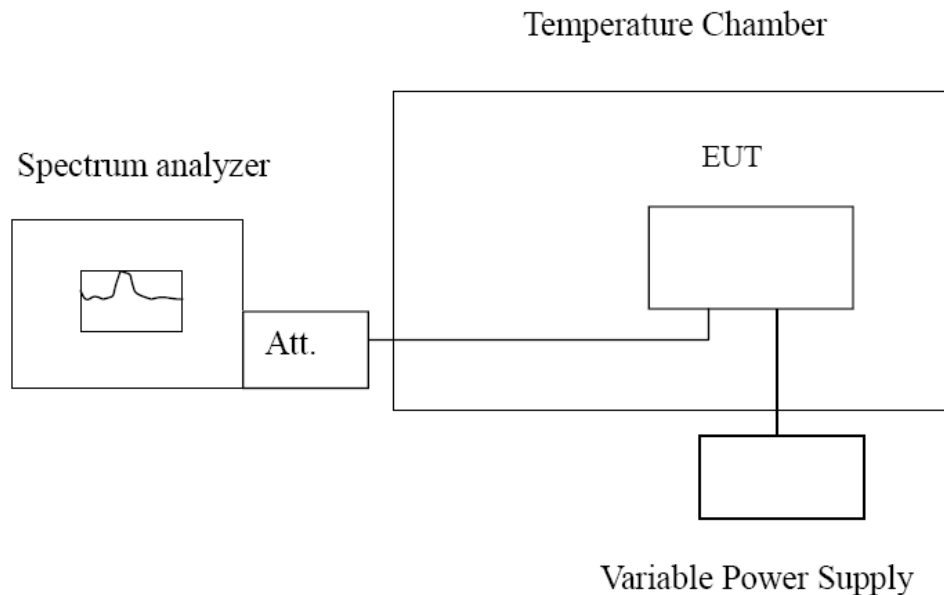 Temperature Chamber
Spectrum analyzer
EUT
Att.
Variable Power Supply